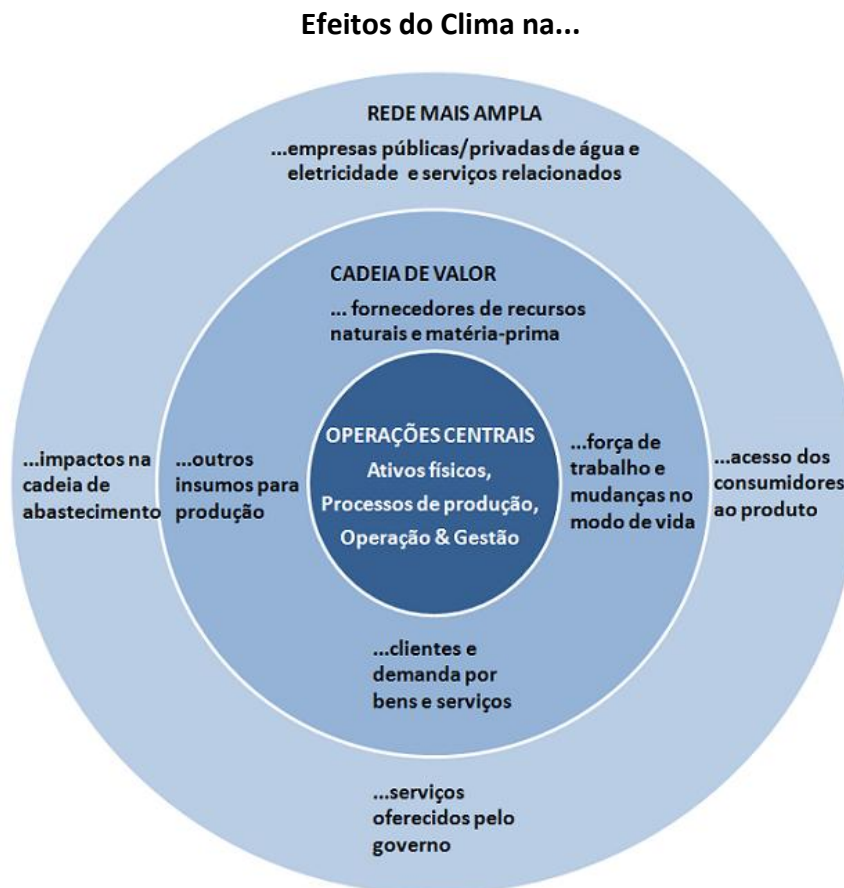 Efeitos do Clima na...
REDE MAIS AMPLA
...empresas públicas/privadas de água e
eletricidade e serviços relacionados
CADEIA DE VALOR
... fornecedores de recursos
naturais e matéria-prima
OPERAÇÕES CENTRAIS
Ativos físicos,
Processos de produção,
Operação & Gestão
...impactos na
cadeia de
abastecimento
...outros
insumos para
produção
...força de
trabalho e
mudanças no
modo de vida
...acesso dos
consumidores
ao produto
...clientes e
demanda por
bens e serviços
...serviços
oferecidos pelo
governo